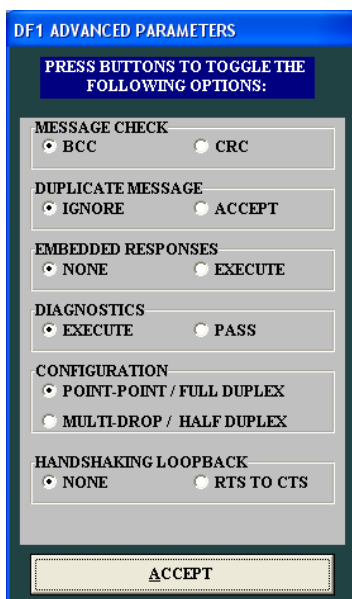 DF1 ADVANCED PARAMETERS
PRESS BUTTONS TO TOGGLE THE
FOLLOWING OPTIONS:
MESSAGE CHECK
BCC CRC
DUPLICATE MESSAGE
IGNORE ACCEPT
EMBEDDED RESPONSES
NONE EXECUTE
DIAGNOSTICS
EXECUTE PASS
CONFIGURATION
POINT-POINT / FULL DUPLEX
MULTI-DROP / HALF DUPLEX
HANDSHAKING LOOPBACK
NONE RTS TO CTS
ACCEPT